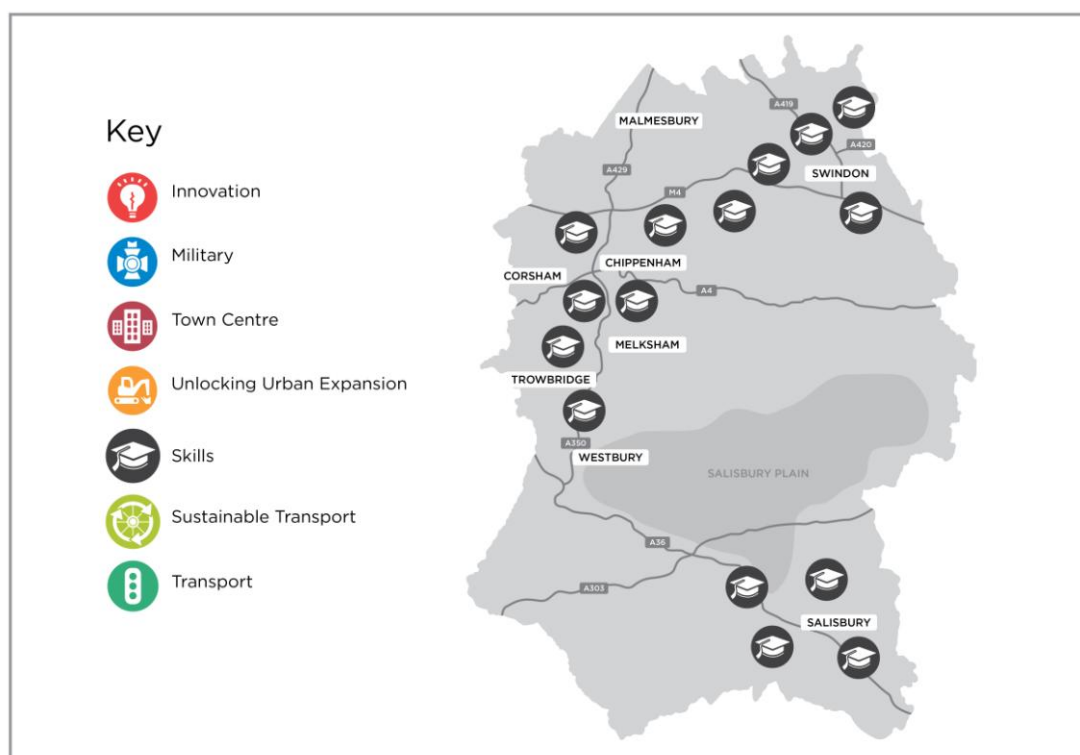 Key
Innovation
Military
Town Centre
Unlocking Urban Expansion
Skills
Sustainable Transport
Transport
A419
MALMESBURY
A420
A429
SWINDON
M4
CHIPPENHAM
CORSHAM
A4
MELKSHAM
TROWBRIDGE
A350
WESTBURY
SALISBURY PLAIN
A36
A303
SALISBURY